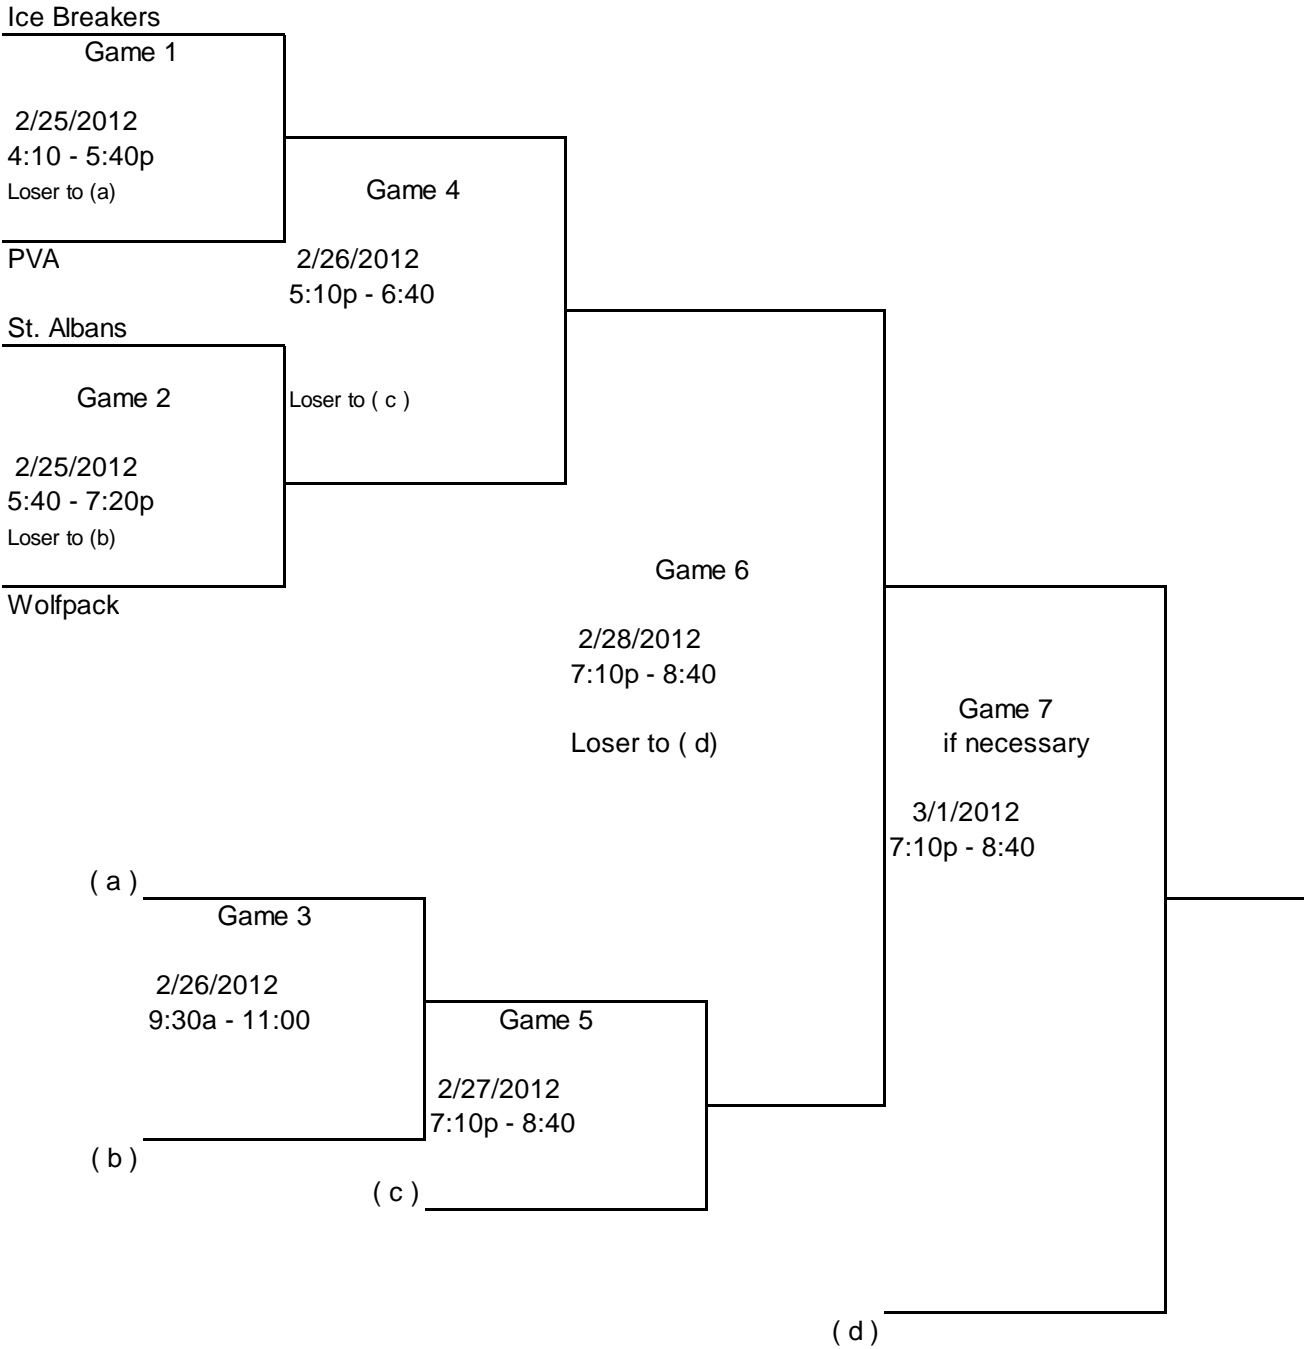 Ice Breakers
Game 1
2/25/2012
4:10 - 5:40p
Loser to (a)
PVA
Game 4
2/26/2012
5:10p - 6:40
Loser to ( c )
St. Albans
Game 2
2/25/2012
5:40 - 7:20p
Loser to (b)
Wolfpack
Game 6
2/28/2012
7:10p - 8:40
Loser to ( d)
Game 7
if necessary
3/1/2012
7:10p - 8:40
( a )
Game 3
2/26/2012
9:30a - 11:00
( b )
Game 5
2/27/2012
7:10p - 8:40
( c )
( d )